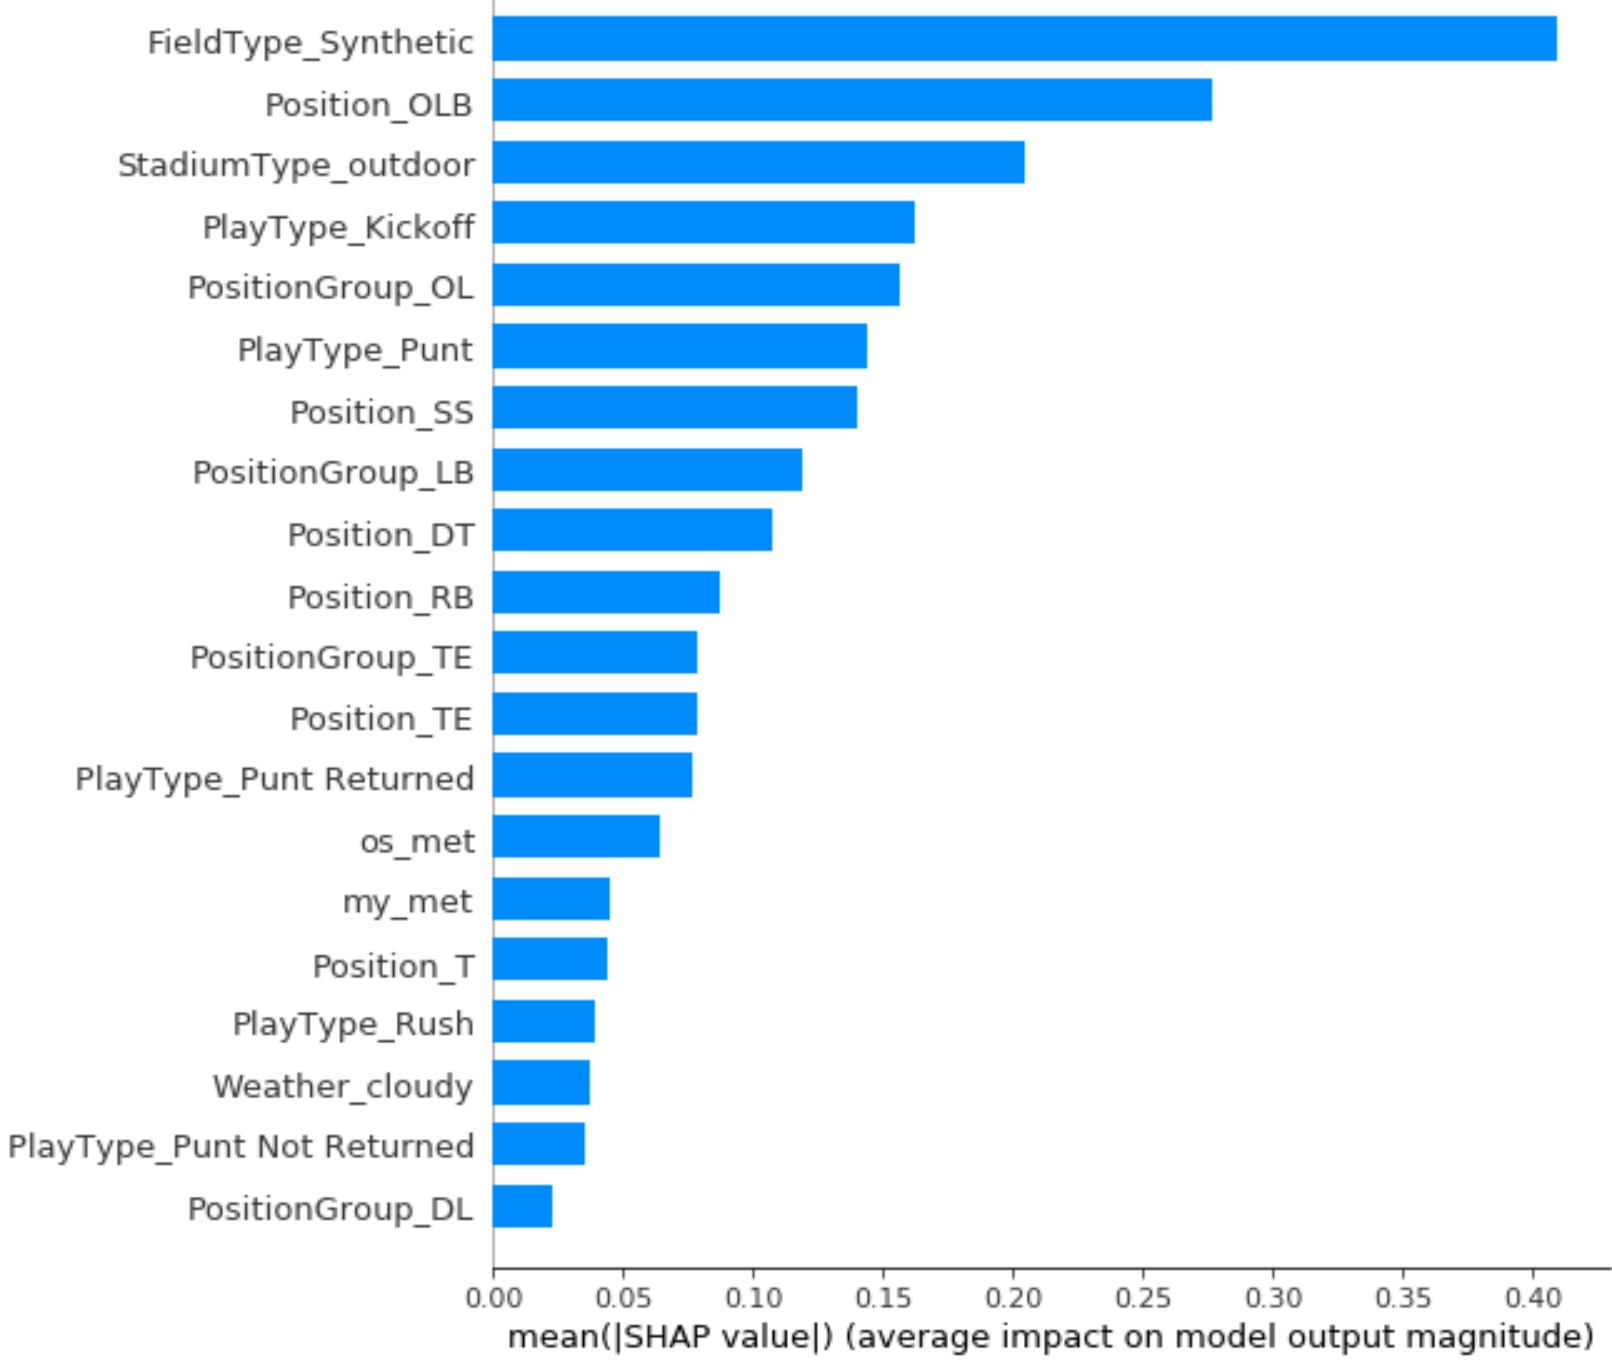 FieldType_Synthetic
Position_OLB
StadiumType_outdoor
PlayType_Kickoff
PositionGroup_OL
PlayType_Punt
Position_SS
PositionGroup_LB
Position_DT
Position_RB
PositionGroup_TE
Position_TE
PlayType_Punt Returned
os_met
my_met
Position_T
PlayType_Rush
Weather_cloudy
PlayType_Punt Not Returned
PositionGroup_DL
0.00 0.05 0.10 0.15 0.20 0.25 0.30 0.35 0.40
mean(|SHAP value|) (average impact on model output magnitude)